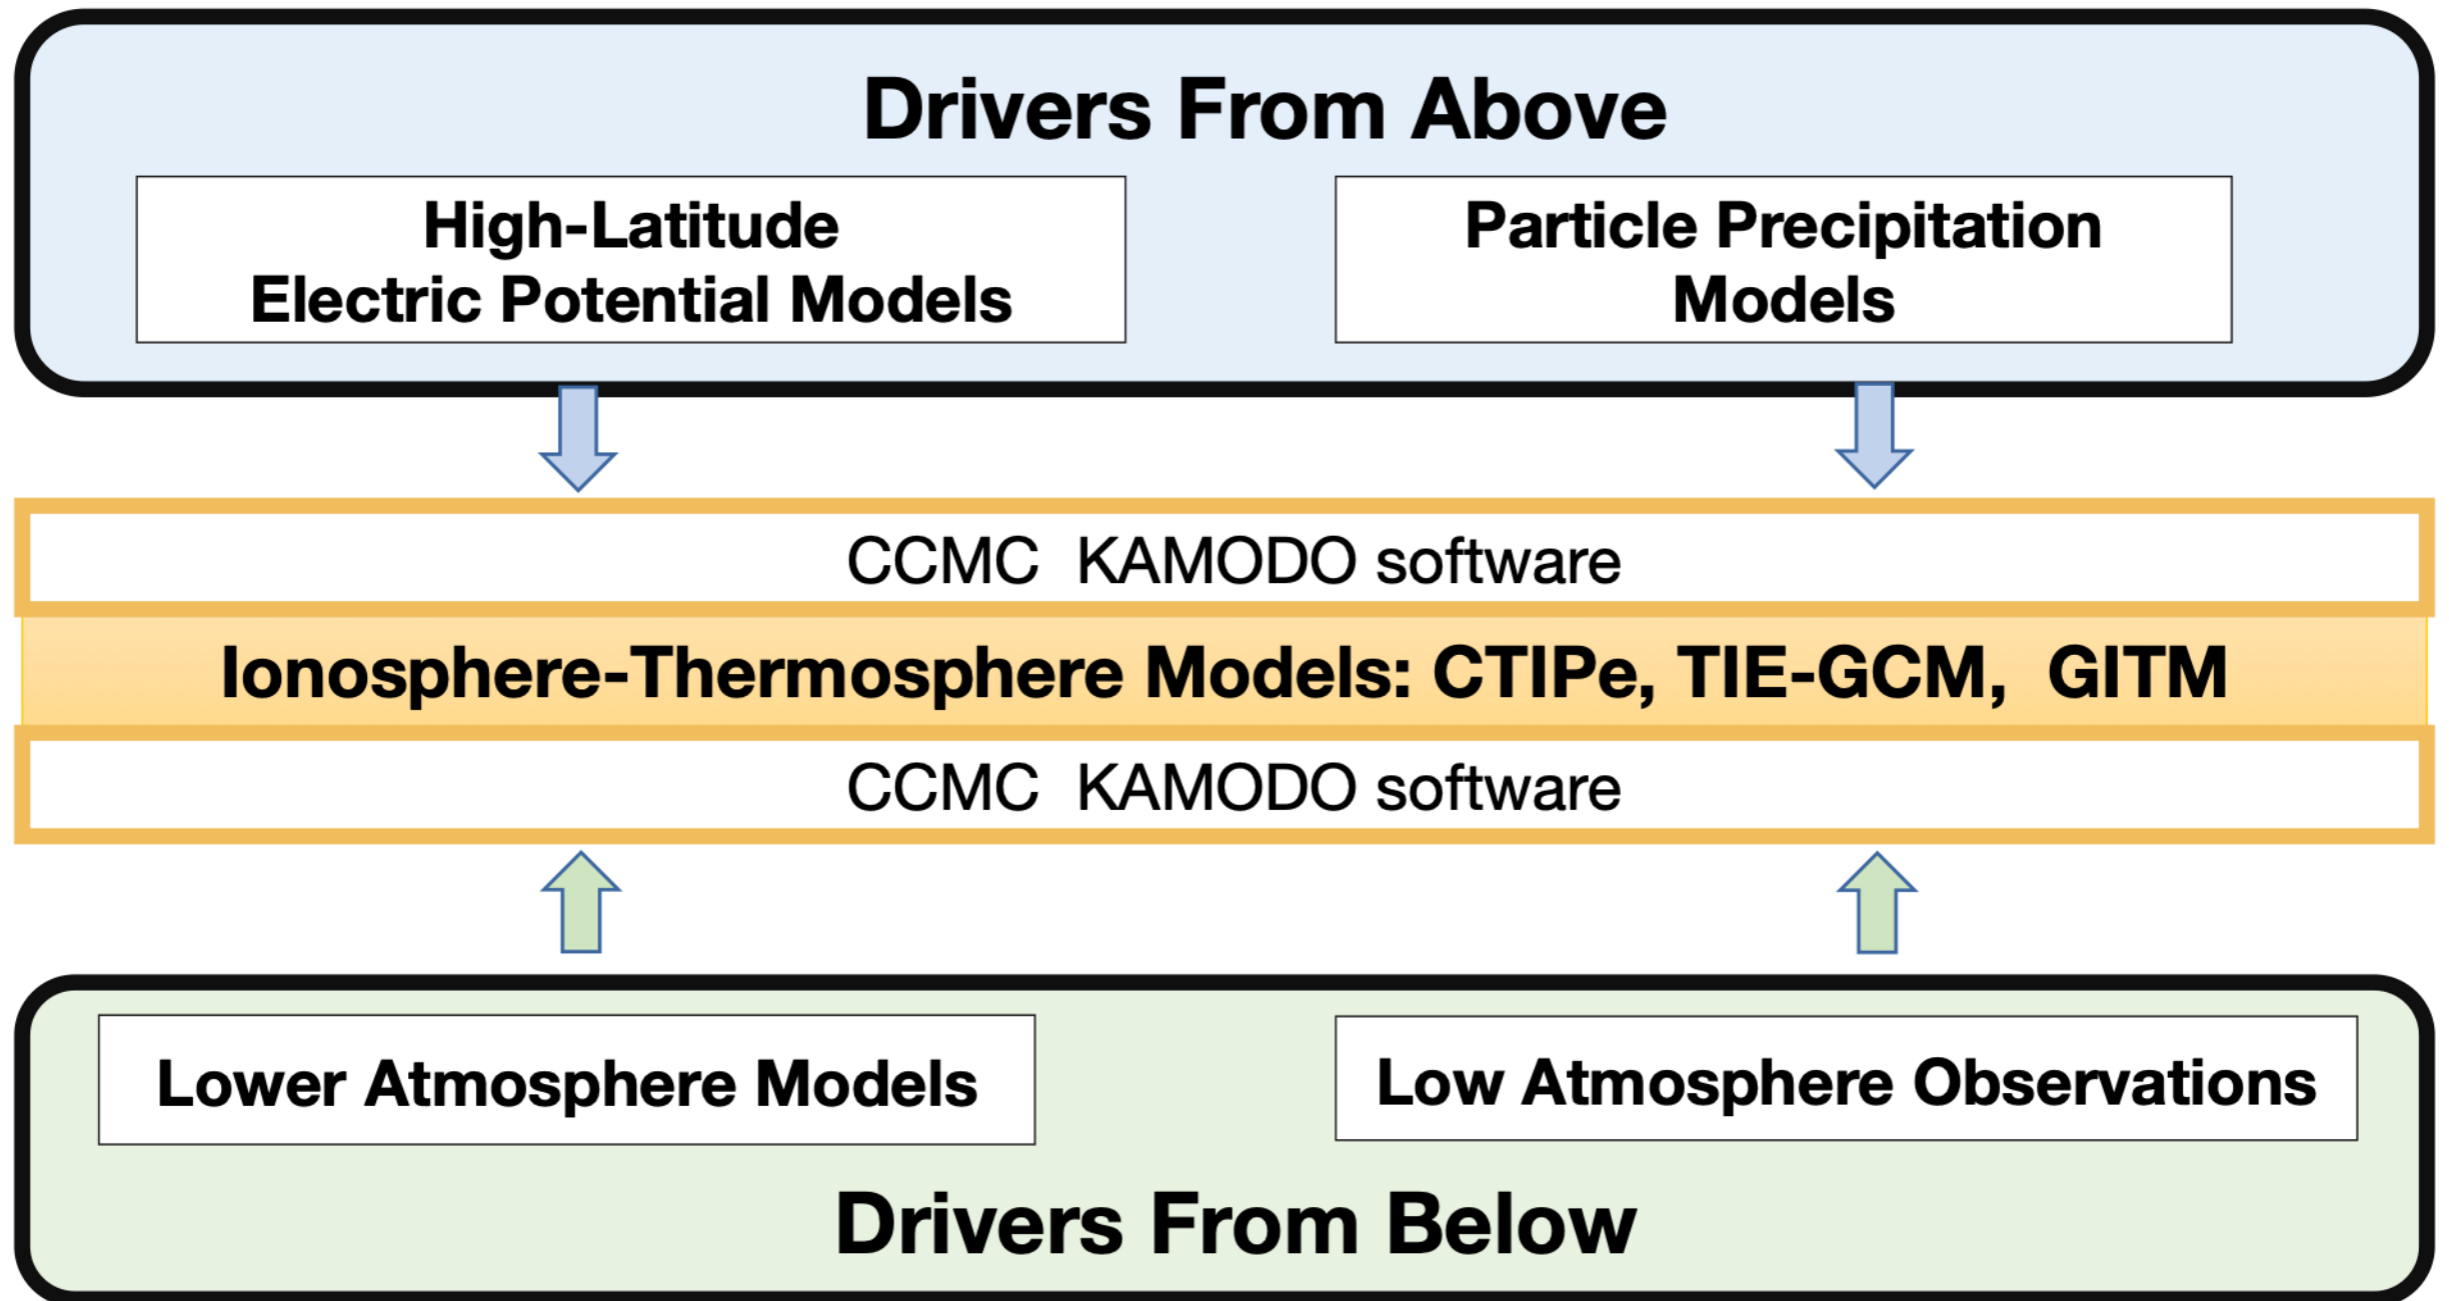 Drivers From Above
High-Latitude
Electric Potential Models
Particle Precipitation
Models
CCMC  KAMODO software
Ionosphere-Thermosphere Models: CTIPe, TIE-GCM,  GITM
CCMC  KAMODO software
Lower Atmosphere Models
Low Atmosphere Observations
Drivers From Below